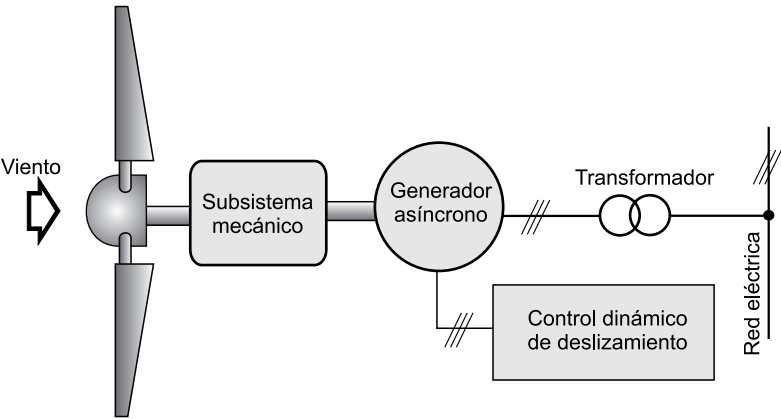 Viento
Subsistema
mecánico
Generador
asíncrono
Transformador
Red eléctrica
Control dinámico
de deslizamiento